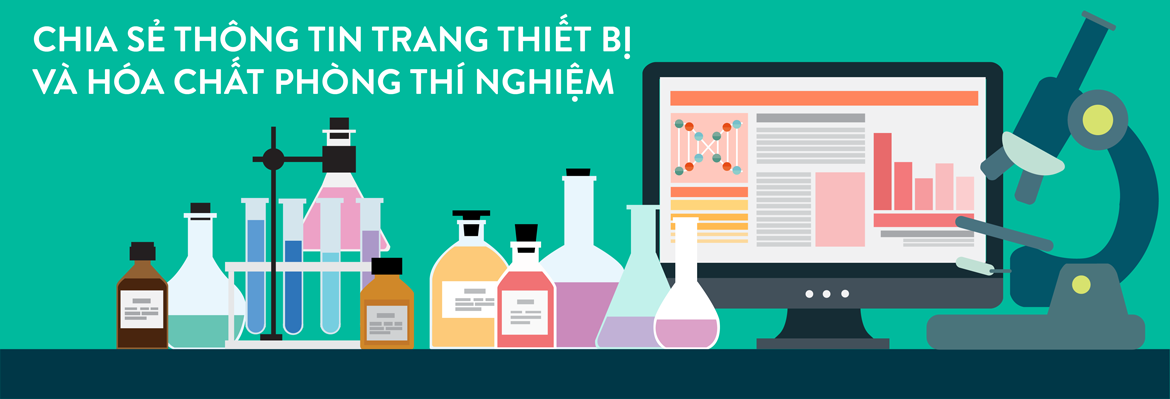 CHIA SẺ THÔNG TIN TRANG THIẾT BỊ
VÀ HÓA CHẤT PHÒNG THÍ NGHIỆM